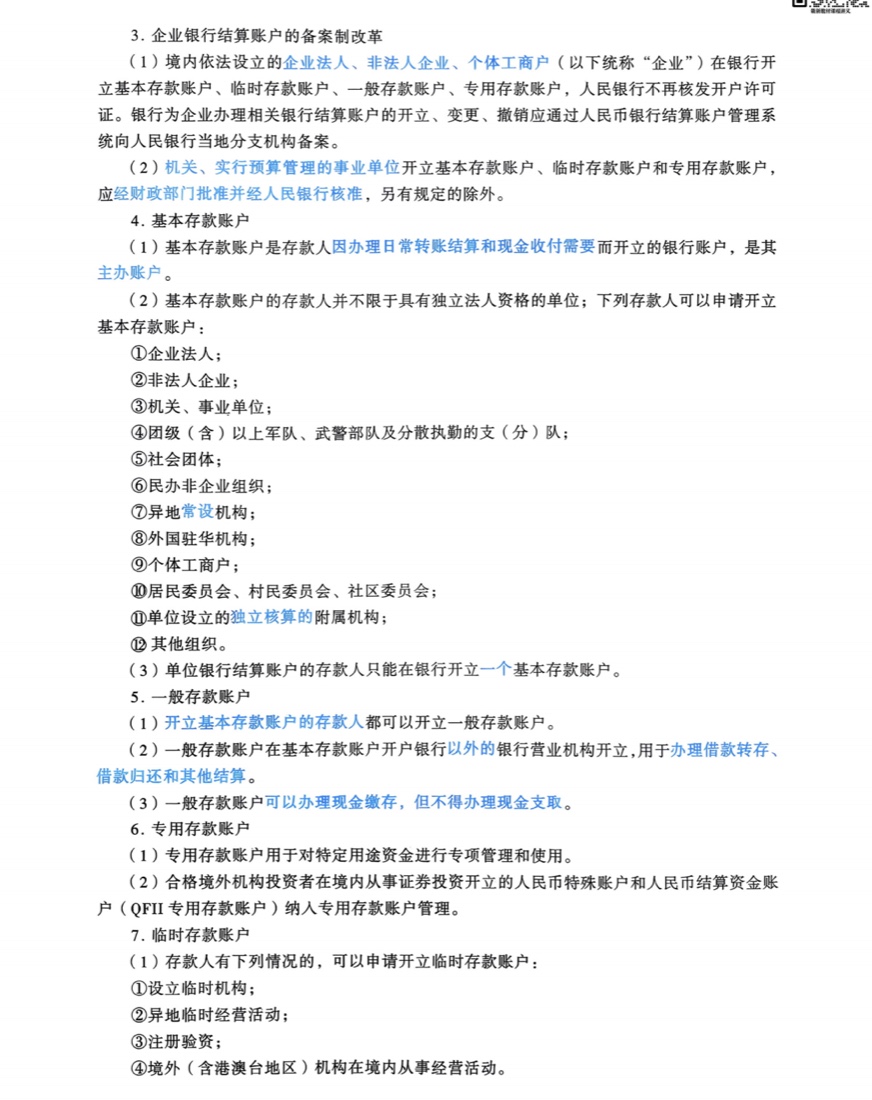 3. 企业银行结算账户的备案制改革
（1）境内依法设立的企业法人、非法人企业、个体工商户（以下统称“企业”）在银行开
立基本存款账户、临时存款账户、一般存款账户、专用存款账户，人民银行不再核发开户许可
证。银行为企业办理相关银行结算账户的开立、变更、撤销应通过人民币银行结算账户管理系
统向人民银行当地分支机构备案。
（2）机关、实行预算管理的事业单位开立基本存款账户、临时存款账户和专用存款账户，
应经财政部门批准并经人民银行核准，另有规定的除外。
4. 基本存款账户
（1）基本存款账户是存款人因办理日常转账结算和现金收付需要而开立的银行账户，是其
主办账户。
（2）基本存款账户的存款人并不限于具有独立法人资格的单位；下列存款人可以申请开立
基本存款账户：
①企业法人；
②非法人企业；
③机关、事业单位；
④团级（含）以上军队、武警部队及分散执勤的支（分）队；
⑤社会团体；
⑥民办非企业组织；
⑦异地常设机构；
⑧外国驻华机构；
⑨个体工商户；
⑩居民委员会、村民委员会、社区委员会；
⑪单位设立的独立核算的附属机构；
⑫其他组织。
（3）单位银行结算账户的存款人只能在银行开立一个基本存款账户。
5. 一般存款账户
（1）开立基本存款账户的存款人都可以开立一般存款账户。
（2）一般存款账户在基本存款账户开户银行以外的银行营业机构开立,用于办理借款转存、
借款归还和其他结算。
（3）一般存款账户可以办理现金缴存，但不得办理现金支取。
6. 专用存款账户
（1）专用存款账户用于对特定用途资金进行专项管理和使用。
（2）合格境外机构投资者在境内从事证券投资开立的人民币特殊账户和人民币结算资金账
户（QFII 专用存款账户）纳入专用存款账户管理。
7. 临时存款账户
（1）存款人有下列情况的，可以申请开立临时存款账户：
①设立临时机构；
②异地临时经营活动；
③注册验资；
④境外（含港澳台地区）机构在境内从事经营活动。